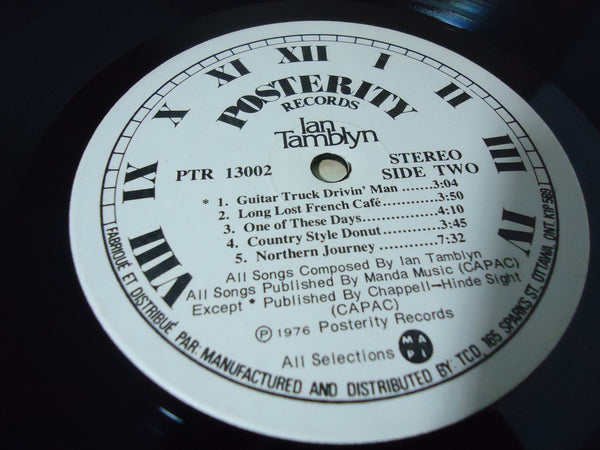 XII
XI
I
X
II
IX
III
VIII
IV
POSTERITY
RECORDS
Ian
Tamblyn
PTR 13002
STEREO
SIDE TWO
* 1. Guitar Truck Drivin' Man ......3:04
2. Long Lost French Café...........3:50
3. One of These Days...............4:10
4. Country Style Donut............3:45
5. Northern Journey ..............7:32
All Songs Composed By Ian Tamblyn
All Songs Published By Manda Music (CAPAC)
Except * Published By Chappell-Hinde Sight
(CAPAC)
Ⓟ 1976 Posterity Records
All Selections
MA
PL
FABRIQUÉ ET DISTRIBUÉ PAR: MANUFACTURED AND DISTRIBUTED BY: TCD, 165 SPARKS ST. OTTAWA, ONT. K1P 5B9